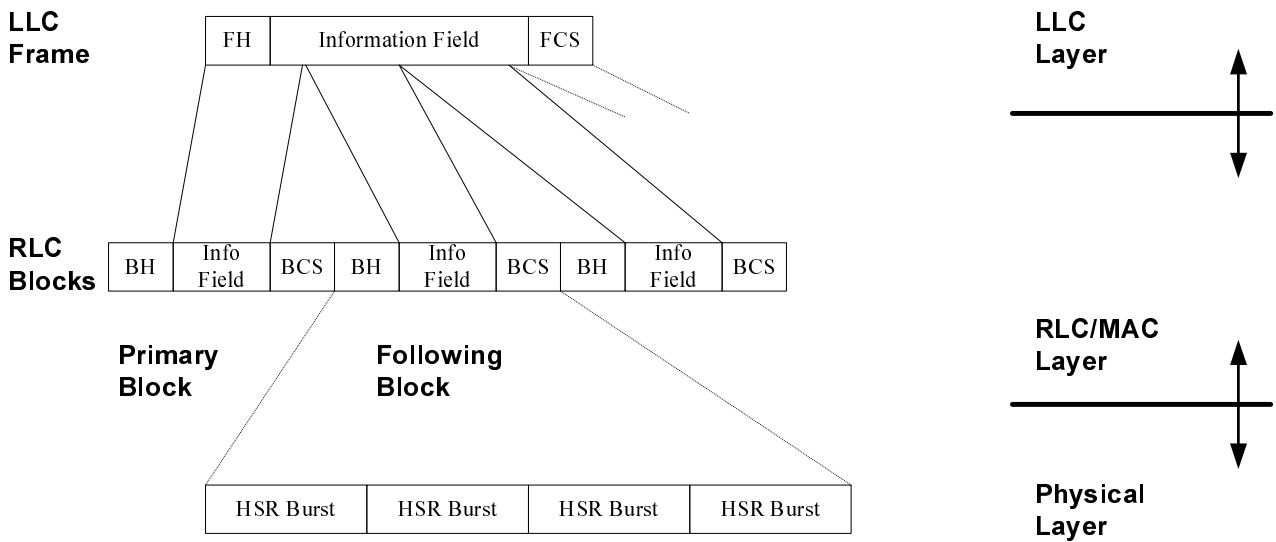 LLC
Frame
FH
Information Field
FCS
LLC
Layer
RLC
Blocks
BH
Info
Field
BCS
BH
Info
Field
BCS
BH
Info
Field
BCS
Primary
Block
Following
Block
RLC/MAC
Layer
HSR Burst
HSR Burst
HSR Burst
HSR Burst
Physical
Layer